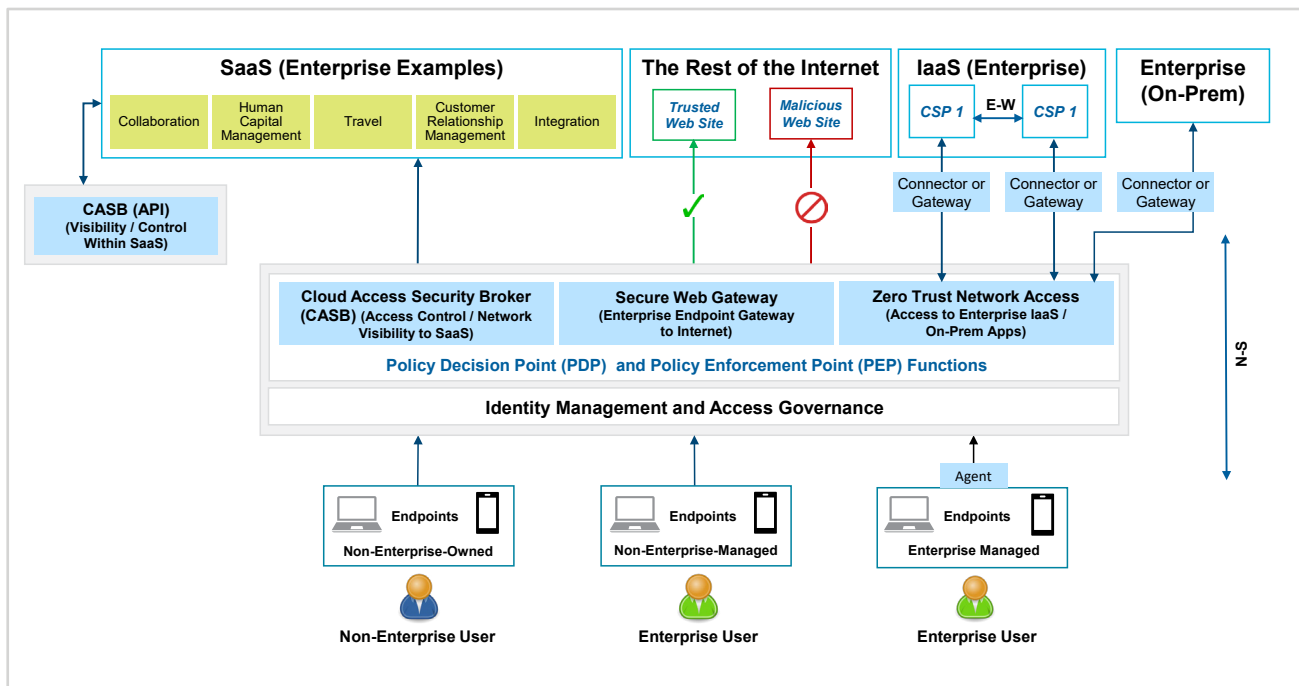 SaaS (Enterprise Examples)
Collaboration
Human
Capital
Management
Travel
Customer
Relationship
Management
Integration
The Rest of the Internet
Trusted
Web Site
Malicious
Web Site
IaaS (Enterprise)
CSP 1
E-W
CSP 1
Enterprise
(On-Prem)
Connector or
Gateway
Connector or
Gateway
Connector or
Gateway
CASB (API)
(Visibility / Control
Within SaaS)
Cloud Access Security Broker
(CASB) (Access Control / Network
Visibility to SaaS)
Secure Web Gateway
(Enterprise Endpoint Gateway
to Internet)
Zero Trust Network Access
(Access to Enterprise IaaS /
On-Prem Apps)
Policy Decision Point (PDP) and Policy Enforcement Point (PEP) Functions
Identity Management and Access Governance
N-S
Agent
Endpoints
Non-Enterprise-Owned
Endpoints
Non-Enterprise-Managed
Endpoints
Enterprise Managed
Non-Enterprise User
Enterprise User
Enterprise User